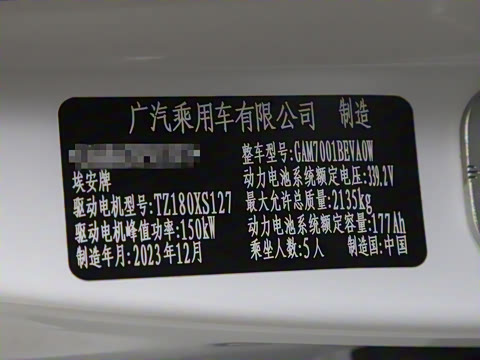 广汽乘用车有限公司 制造
整车型号:GAM7001BEVA0W
埃安牌 动力电池系统额定电压:339.2V
驱动电机型号:TZ180XS127 最大允许总质量:2135kg
驱动电机峰值功率:150kW 动力电池系统额定容量:177Ah
制造年月:2023年12月 乘坐人数:5人 制造国:中国